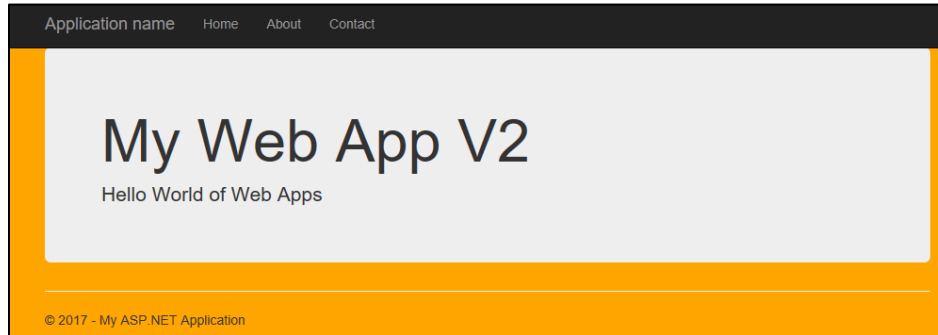 Application name Home About Contact
My Web App V2
Hello World of Web Apps
© 2017 - My ASP.NET Application